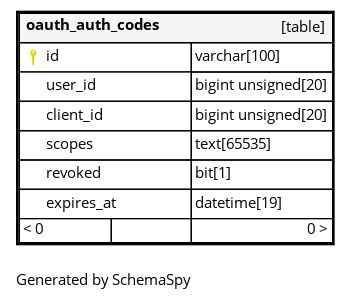 oauth_auth_codes [table]
id varchar[100]
user_id bigint unsigned[20]
client_id bigint unsigned[20]
scopes text[65535]
revoked bit[1]
expires_at datetime[19]
< 0 0 >
Generated by SchemaSpy